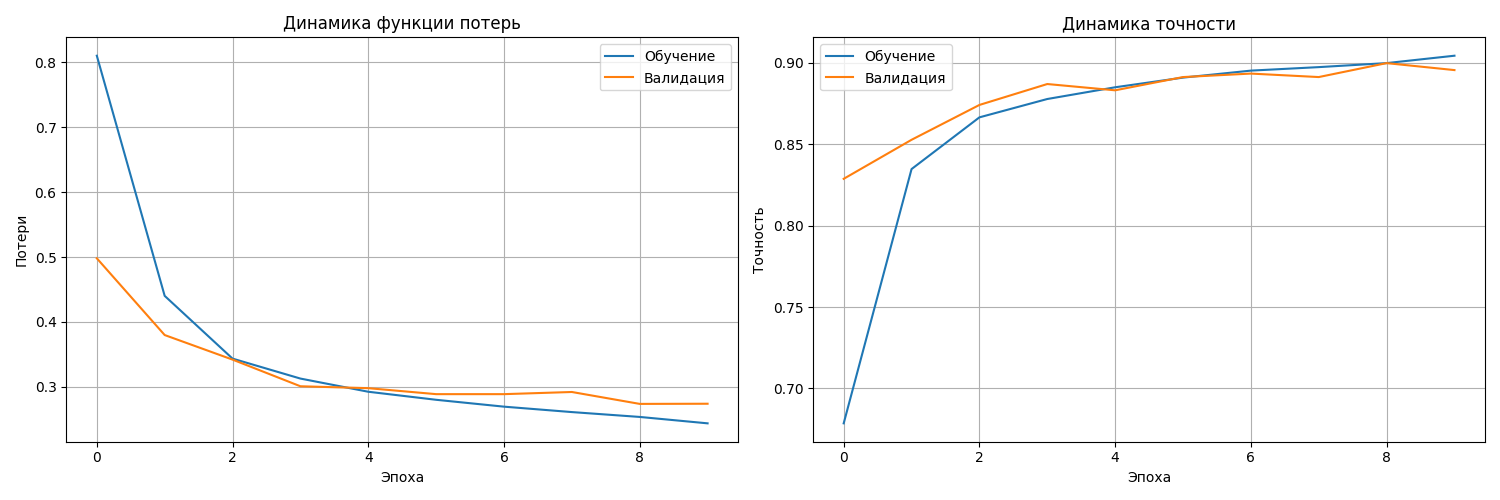 Динамика функции потерь
Обучение
Валидация
0.8
0.7
0.6
0.5
0.4
0.3
Потери
0 2 4 6 8
Эпоха
Динамика точности
Обучение
Валидация
0.90
0.85
0.80
0.75
0.70
Точность
0 2 4 6 8
Эпоха